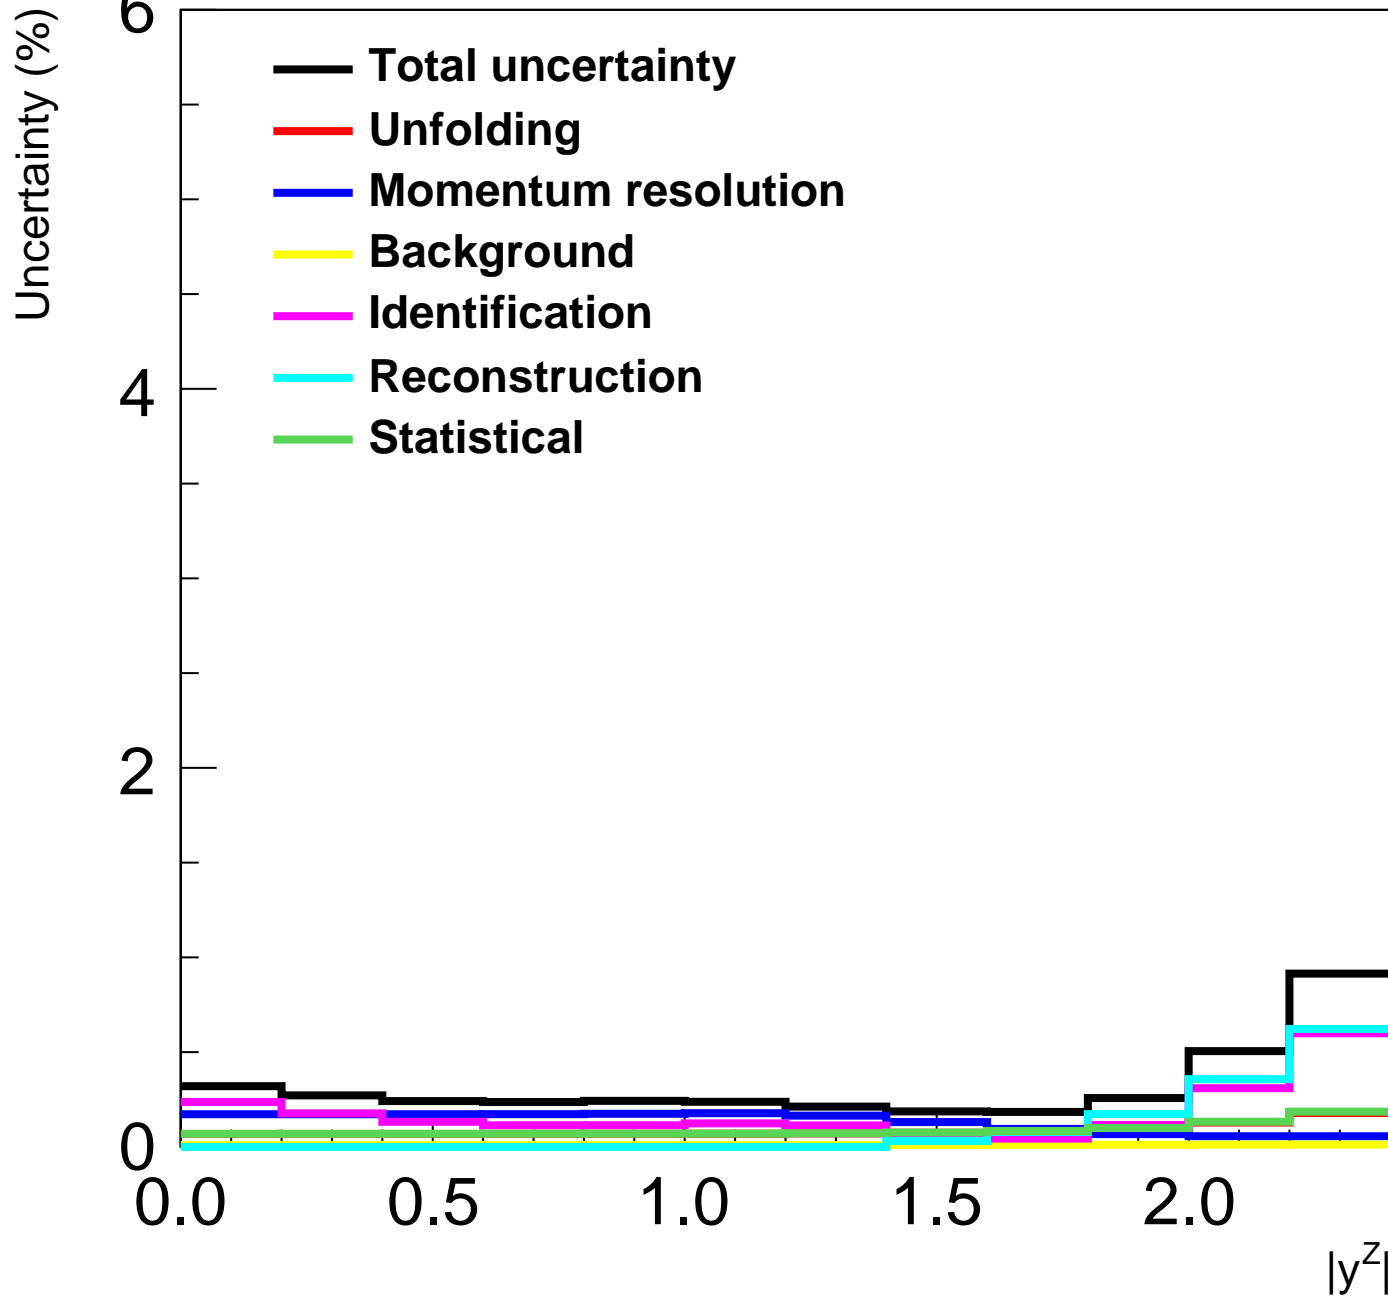 Uncertainty (%)
6
4
2
0
Total uncertainty
Unfolding
Momentum resolution
Background
Identification
Reconstruction
Statistical
0.0 0.5 1.0 1.5 2.0
|y^Z|